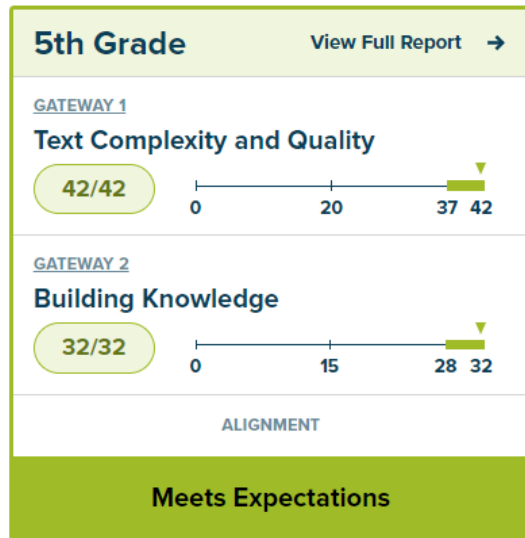 5th Grade View Full Report →
GATEWAY 1
Text Complexity and Quality
42/42
0 20 37 42
GATEWAY 2
Building Knowledge
32/32
0 15 28 32
ALIGNMENT
Meets Expectations